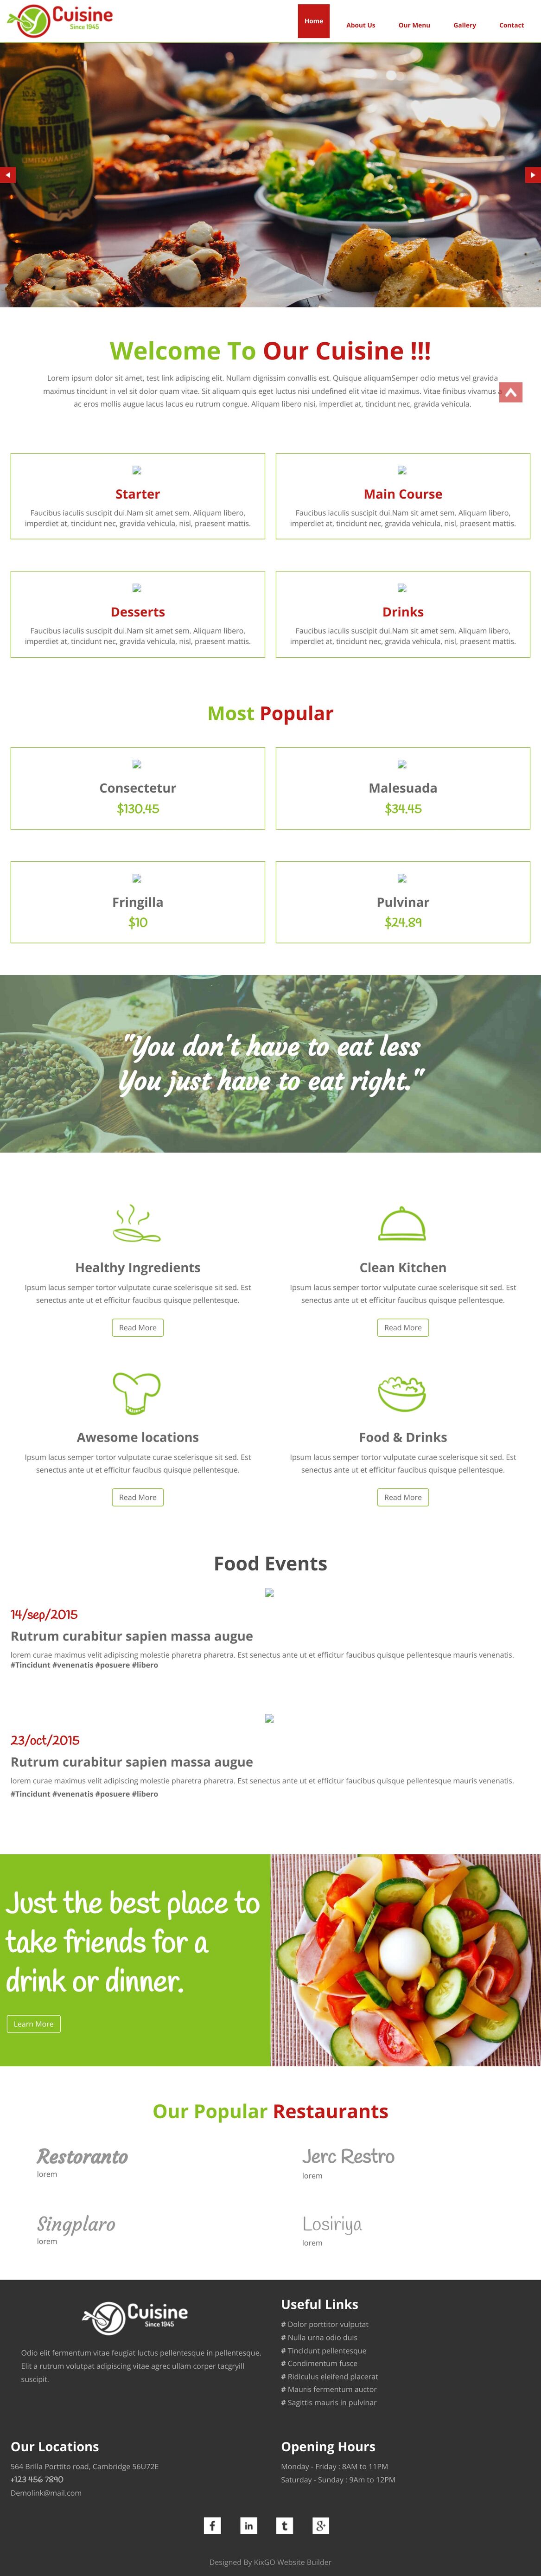 Cuisine
Since 1945
Home
About Us
Our Menu
Gallery
Contact
Welcome To Our Cuisine !!!
Lorem ipsum dolor sit amet, test link adipiscing elit. Nullam dignissim convallis est. Quisque aliquamSemper odio metus vel gravida
maximus tincidunt in vel sit dolor quam vitae. Sit aliquam quis eget luctus nisi undefined elit vitae id maximus. Vitae finibus vivamus
ac eros mollis augue lacus lacus eu rutrum congue. Aliquam libero nisi, imperdiet at, tincidunt nec, gravida vehicula.
Starter
Faucibus iaculis suscipit dui.Nam sit amet sem. Aliquam libero,
imperdiet at, tincidunt nec, gravida vehicula, nisl, praesent mattis.
Main Course
Faucibus iaculis suscipit dui.Nam sit amet sem. Aliquam libero,
imperdiet at, tincidunt nec, gravida vehicula, nisl, praesent mattis.
Desserts
Faucibus iaculis suscipit dui.Nam sit amet sem. Aliquam libero,
imperdiet at, tincidunt nec, gravida vehicula, nisl, praesent mattis.
Drinks
Faucibus iaculis suscipit dui.Nam sit amet sem. Aliquam libero,
imperdiet at, tincidunt nec, gravida vehicula, nisl, praesent mattis.
Most Popular
Consectetur
$130.45
Malesuada
$34.45
Fringilla
$10
Pulvinar
$24.89
"You don't have to eat less
You just have to eat right."
Healthy Ingredients
Ipsum lacus semper tortor vulputate curae scelerisque sit sed. Est
senectus ante ut et efficitur faucibus quisque pellentesque.
Read More
Clean Kitchen
Ipsum lacus semper tortor vulputate curae scelerisque sit sed. Est
senectus ante ut et efficitur faucibus quisque pellentesque.
Read More
Awesome locations
Ipsum lacus semper tortor vulputate curae scelerisque sit sed. Est
senectus ante ut et efficitur faucibus quisque pellentesque.
Read More
Food & Drinks
Ipsum lacus semper tortor vulputate curae scelerisque sit sed. Est
senectus ante ut et efficitur faucibus quisque pellentesque.
Read More
Food Events
14/sep/2015
Rutrum curabitur sapien massa augue
lorem curae maximus velit adipiscing molestie pharetra pharetra. Est senectus ante ut et efficitur faucibus quisque pellentesque mauris venenatis.
#Tincidunt #venenatis #posuere #libero
23/oct/2015
Rutrum curabitur sapien massa augue
lorem curae maximus velit adipiscing molestie pharetra pharetra. Est senectus ante ut et efficitur faucibus quisque pellentesque mauris venenatis.
#Tincidunt #venenatis #posuere #libero
Just the best place to
take friends for a
drink or dinner.
Learn More
Our Popular Restaurants
Restoranto
lorem
Jerc Restro
lorem
Singplaro
lorem
Losiriya
lorem
Cuisine
Since 1945
Odio elit fermentum vitae feugiat luctus pellentesque in pellentesque.
Elit a rutrum volutpat adipiscing vitae agrec ullam corper tacgryill
suscipit.
Useful Links
# Dolor porttitor vulputat
# Nulla urna odio duis
# Tincidunt pellentesque
# Condimentum fusce
# Ridiculus eleifend placerat
# Mauris fermentum auctor
# Sagittis mauris in pulvinar
Our Locations
564 Brilla Porttito road, Cambridge 56U72E
+123 456 7890
Demolink@mail.com
Opening Hours
Monday - Friday : 8AM to 11PM
Saturday - Sunday : 9Am to 12PM
Designed By KixGO Website Builder